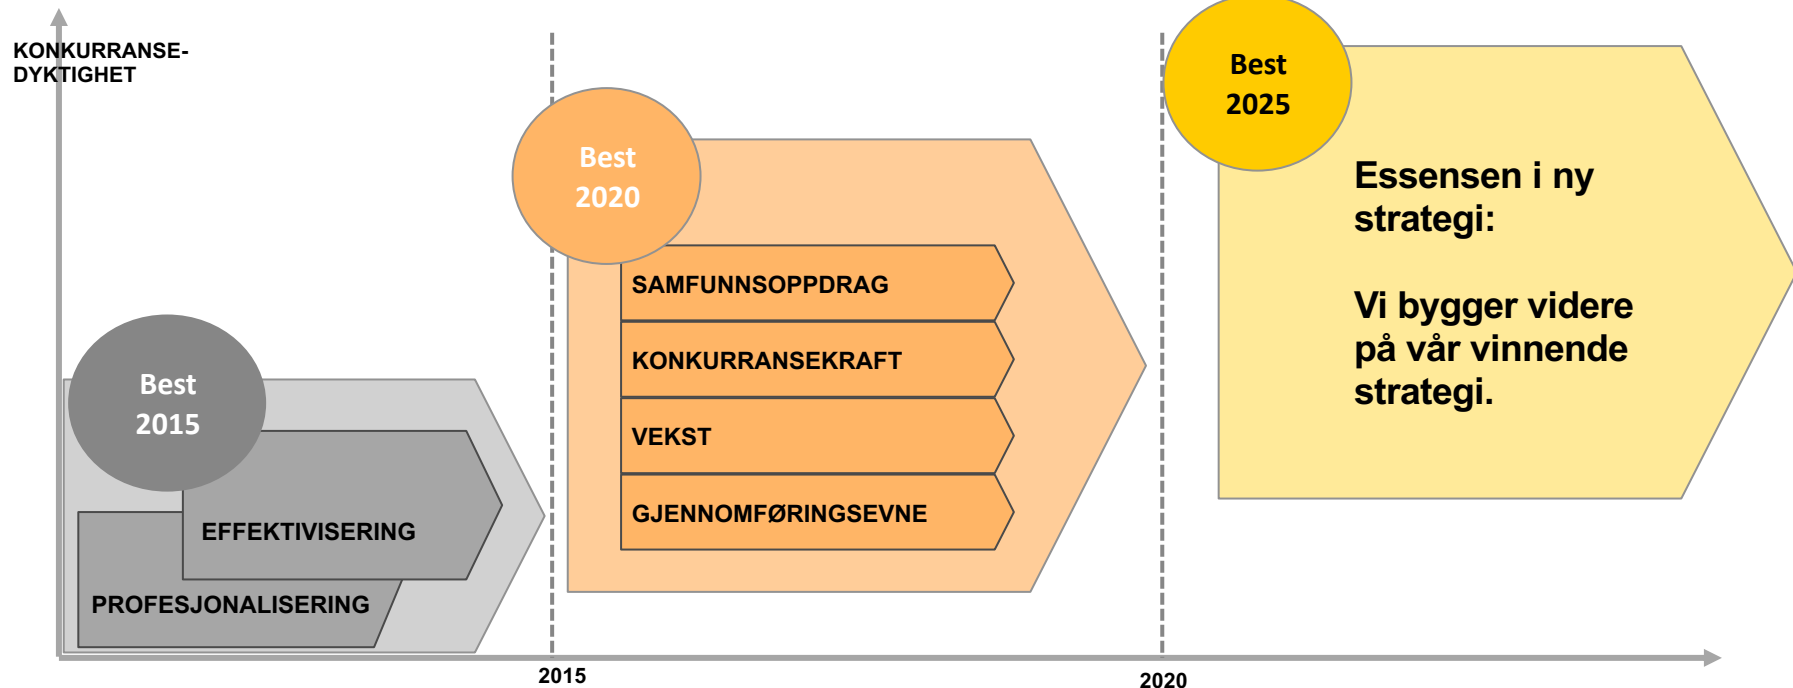 KONKURRANSE-
DYKTIGHET
Best
2015
EFFEKTIVISERING
PROFESJONALISERING
Best
2020
SAMFUNNSOPPDRAG
KONKURRANSEKRAFT
VEKST
GJENNOMFØRINGSEVNE
Best
2025
Essensen i ny
strategi:
Vi bygger videre
på vår vinnende
strategi.
2015
2020